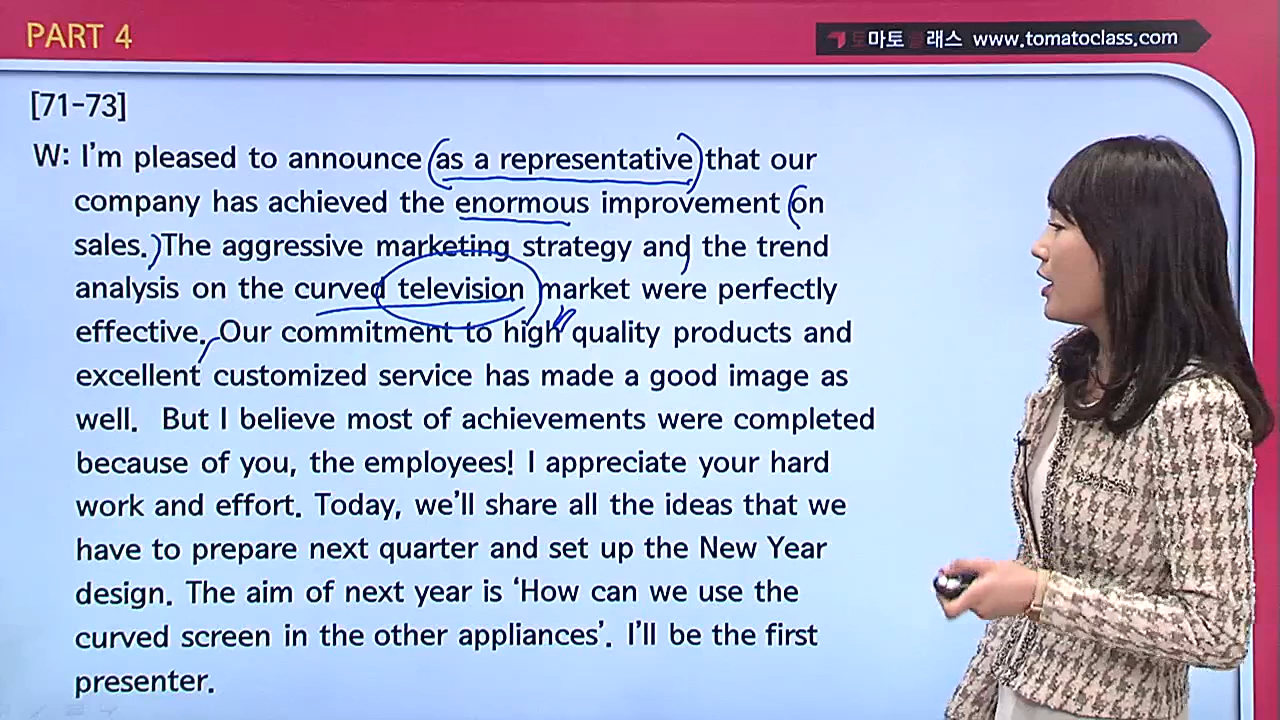 PART 4
토마토클래스 www.tomatoclass.com
[71-73]
W: I'm pleased to announce as a representative that our
company has achieved the enormous improvement on
sales. The aggressive marketing strategy and the trend
analysis on the curved television market were perfectly
effective. Our commitment to high quality products and
excellent customized service has made a good image as
well. But I believe most of achievements were completed
because of you, the employees! I appreciate your hard
work and effort. Today, we'll share all the ideas that we
have to prepare next quarter and set up the New Year
design. The aim of next year is ‘How can we use the
curved screen in the other appliances’. I'll be the first
presenter.